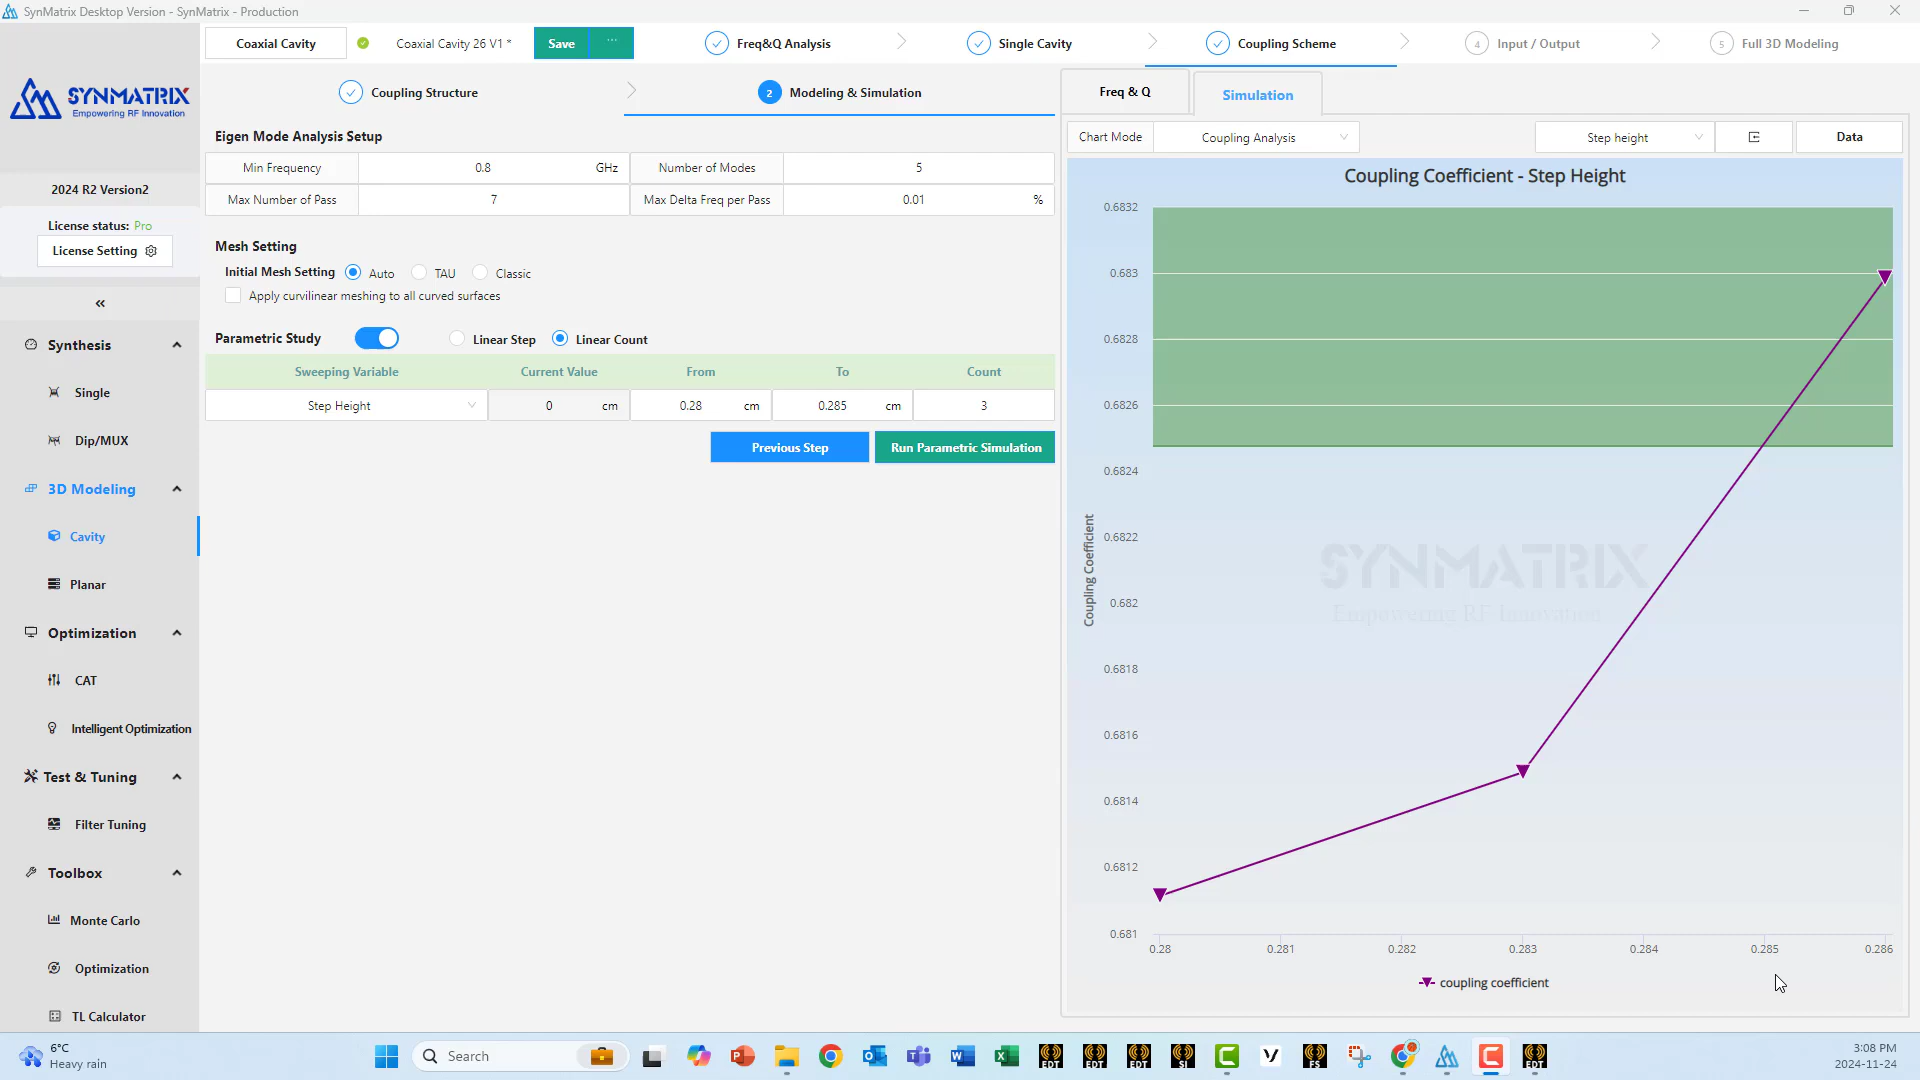 SynMatrix Desktop Version - SynMatrix - Production
Coaxial Cavity
Coaxial Cavity 26 V1 *
Save
...
Freq&Q Analysis
Single Cavity
Coupling Scheme
4 Input / Output
5 Full 3D Modeling
SYNMATRIX
Empowering RF Innovation
2024 R2 Version2
License status: Pro
License Setting
«
Synthesis
Single
Dip/MUX
3D Modeling
Cavity
Planar
Optimization
CAT
Intelligent Optimization
Test & Tuning
Filter Tuning
Toolbox
Monte Carlo
Optimization
TL Calculator
Coupling Structure
2 Modeling & Simulation
Eigen Mode Analysis Setup
Min Frequency 0.8 GHz Number of Modes 5
Max Number of Pass 7 Max Delta Freq per Pass 0.01 %
Mesh Setting
Initial Mesh Setting Auto TAU Classic
Apply curvilinear meshing to all curved surfaces
Parametric Study Linear Step Linear Count
Sweeping Variable Current Value From To Count
Step Height 0 cm 0.28 cm 0.285 cm 3
Previous Step Run Parametric Simulation
Freq & Q Simulation
Chart Mode Coupling Analysis Step height Data
Coupling Coefficient - Step Height
0.6832
0.683
0.6828
0.6826
0.6824
0.6822
0.682
0.6818
0.6816
0.6814
0.6812
0.681
Coupling Coefficient
SYNMATRIX
Empowering RF Innovation
0.28 0.281 0.282 0.283 0.284 0.285 0.286
coupling coefficient
6°C
Heavy rain
Search
EDT
EDT
EDT
SI
FS
EDT
3:08 PM
2024-11-24